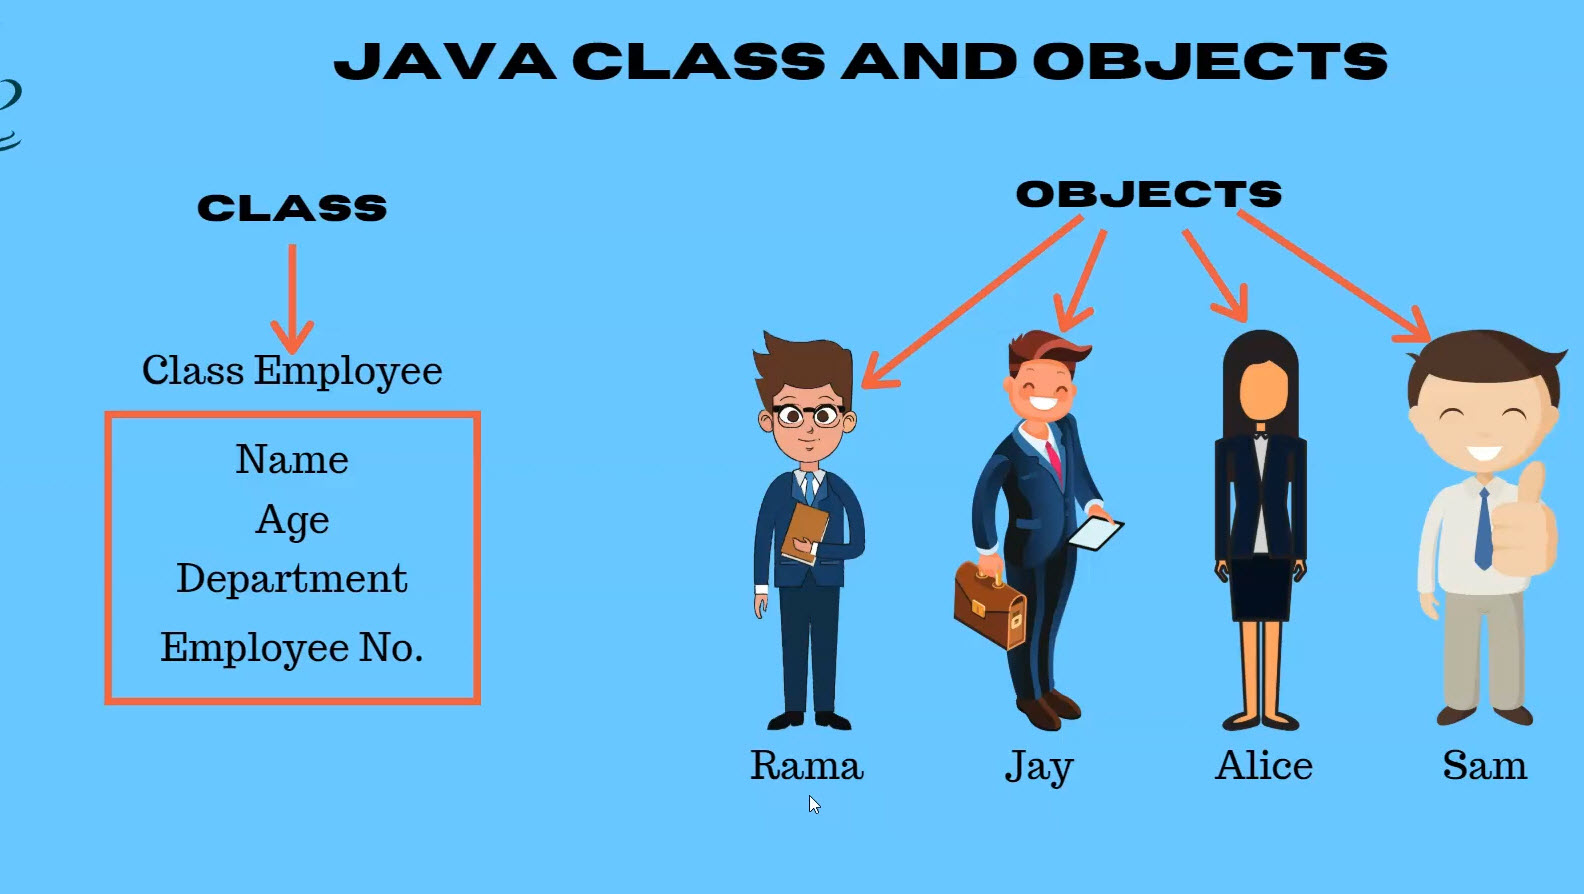 JAVA CLASS AND OBJECTS
CLASS
Class Employee
Name
Age
Department
Employee No.
OBJECTS
Rama
Jay
Alice
Sam